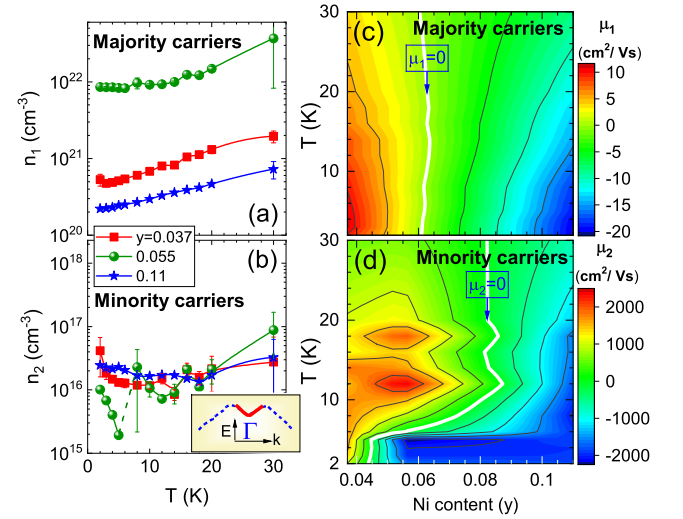 Majority carriers
10²²
10²¹
10²⁰
n₁ (cm⁻³)
(a)
y=0.037
0.055
0.11
(b)
Minority carriers
10¹⁸
10¹⁷
10¹⁶
10¹⁵
n₂ (cm⁻³)
E
Γ
k
0 10 20 30
T (K)
(c) Majority carriers
μ₁=0
30
20
10
T (K)
μ₁
(cm²/ Vs)
10
5
0
-5
-10
-15
-20
(d) Minority carriers
μ₂=0
30
20
10
2
T (K)
0.04 0.06 0.08 0.1
Ni content (y)
μ₂
(cm²/ Vs)
2000
1000
0
-1000
-2000